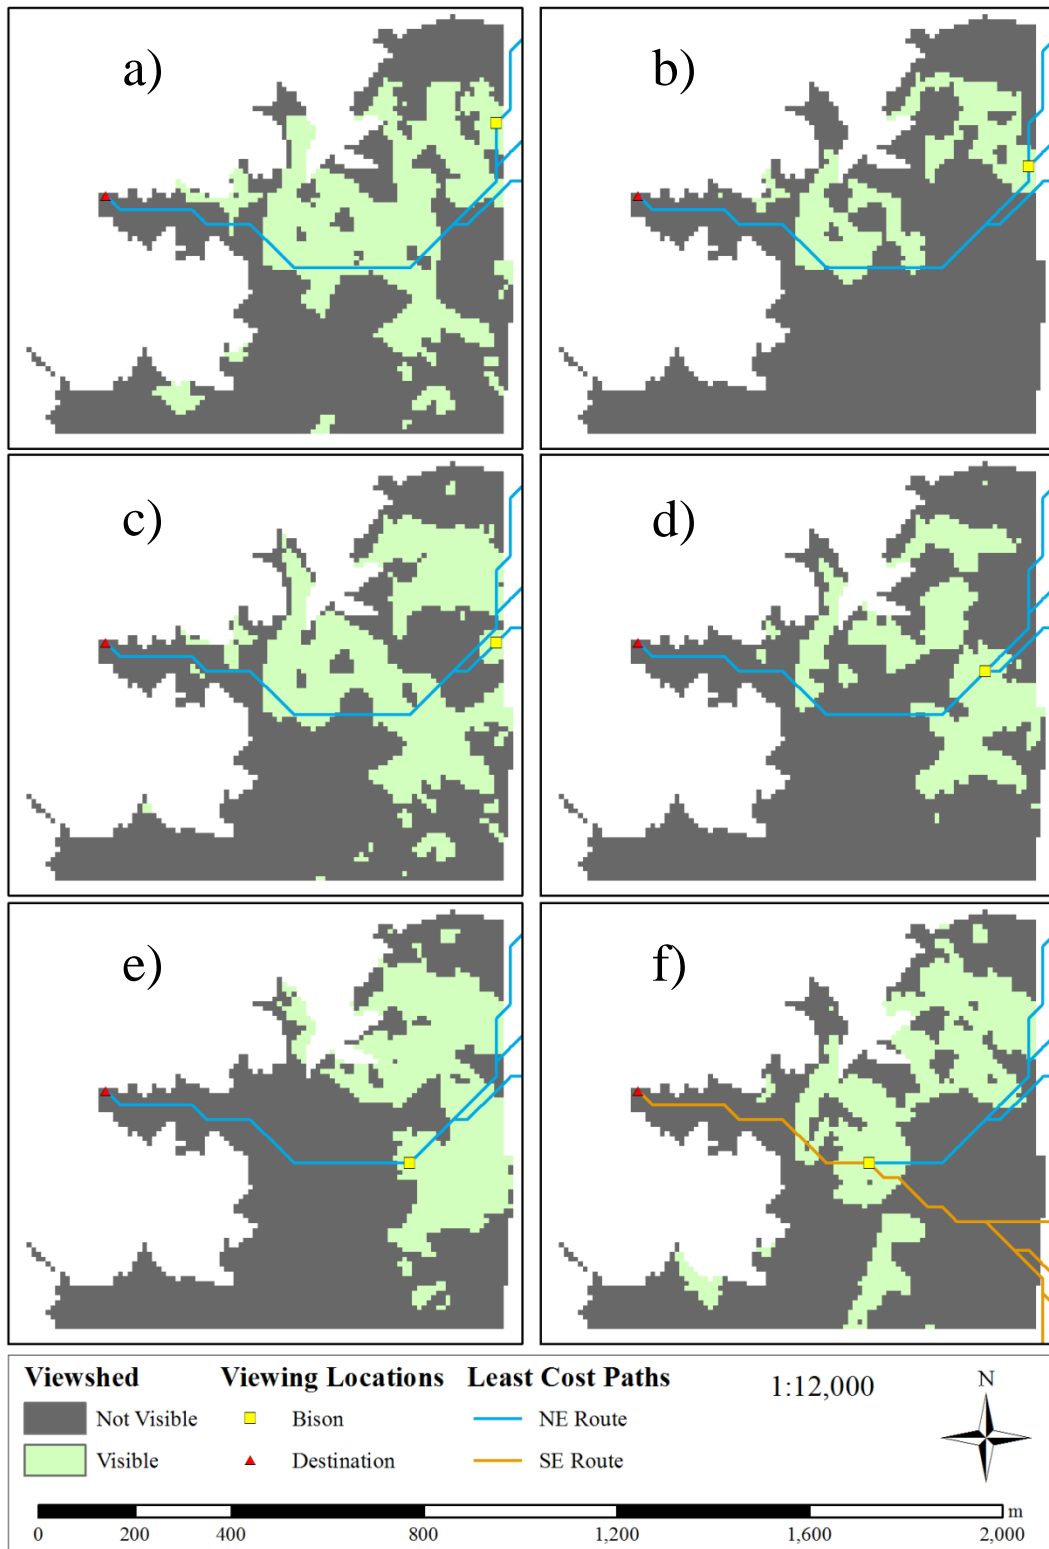 a)
b)
c)
d)
e)
f)
Viewshed
Not Visible
Visible
Viewing Locations
Bison
Destination
Least Cost Paths
NE Route
SE Route
1:12,000
N
m
0 200 400 800 1,200 1,600 2,000